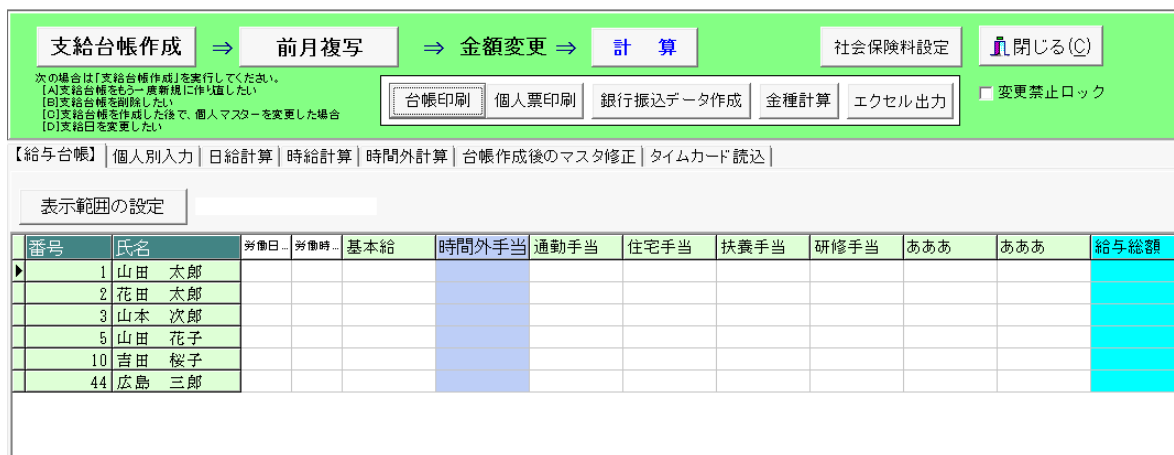 支給台帳作成 ⇒ 前月複写 ⇒ 金額変更 ⇒ 計 算 社会保険料設定 閉じる(C)
次の場合は「支給台帳作成」を実行してください。
[A]支給台帳をもう一度新規に作り直したい
[B]支給台帳を削除したい
[C]支給台帳を作成した後で、個人マスターを変更した場合
[D]支給日を変更したい
台帳印刷 個人票印刷 銀行振込データ作成 金種計算 エクセル出力 変更禁止ロック
【給与台帳】 個人別入力 日給計算 時給計算 時間外計算 台帳作成後のマスタ修正 タイムカード読込
表示範囲の設定
番号 氏名 労働日... 労働時... 基本給 時間外手当 通勤手当 住宅手当 扶養手当 研修手当 あああ あああ 給与総額
1 山田 太郎
2 花田 太郎
3 山本 次郎
5 山田 花子
10 吉田 桜子
44 広島 三郎